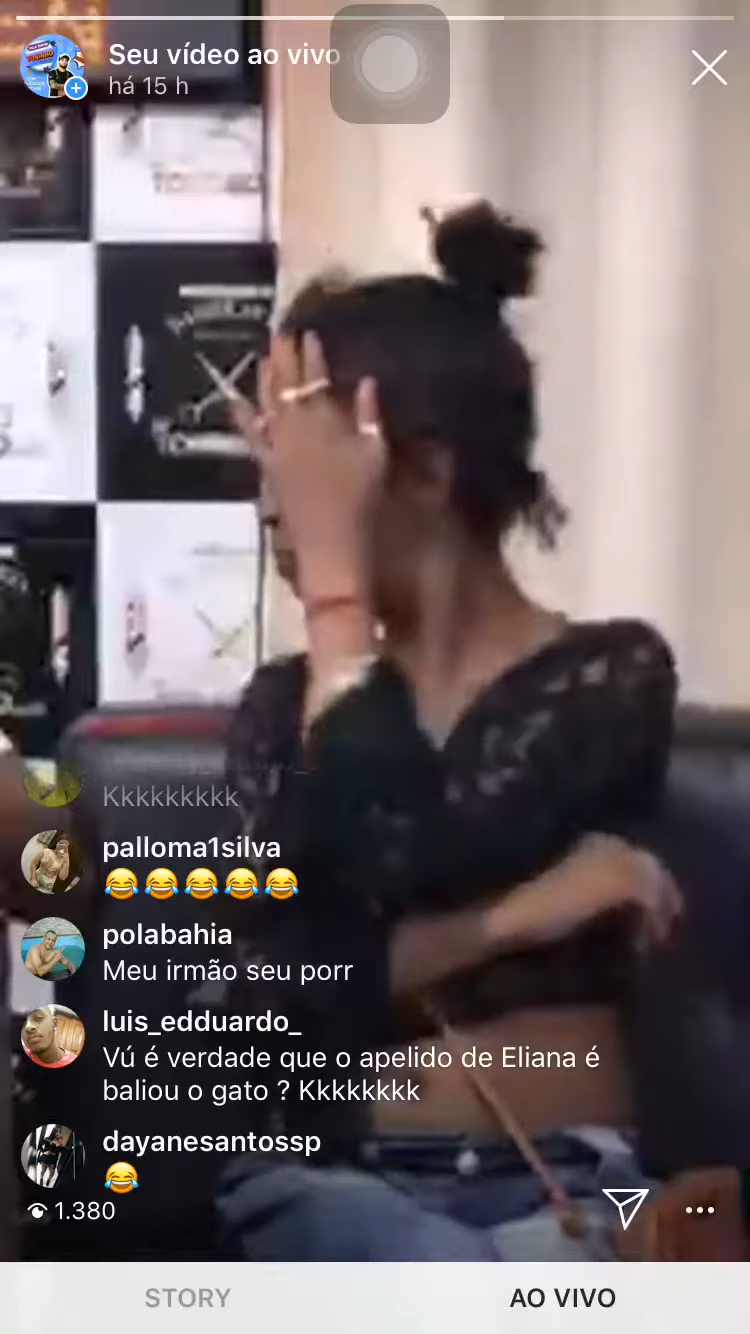 Seu vídeo ao vivo
há 15 h
Kkkkkkkkk
palloma1silva
😂😂😂😂😂
polabahia
Meu irmão seu porr
luis_edduardo_
Vú é verdade que o apelido de Eliana é
baliou o gato ? Kkkkkkkk
dayanesantossp
😂
1.380
STORY
AO VIVO